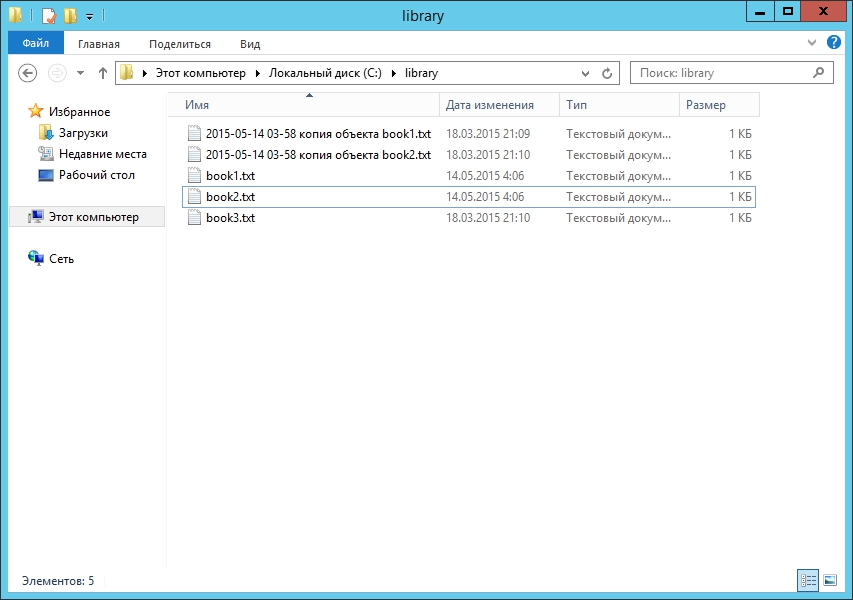 library
Файл Главная Поделиться Вид
Этот компьютер Локальный диск (C:) library Поиск: library
Избранное
Загрузки
Недавние места
Рабочий стол
Этот компьютер
Сеть
Имя Дата изменения Тип Размер
2015-05-14 03-58 копия объекта book1.txt 18.03.2015 21:09 Текстовый докум... 1 КБ
2015-05-14 03-58 копия объекта book2.txt 18.03.2015 21:10 Текстовый докум... 1 КБ
book1.txt 14.05.2015 4:06 Текстовый докум... 1 КБ
book2.txt 14.05.2015 4:06 Текстовый докум... 1 КБ
book3.txt 18.03.2015 21:10 Текстовый докум... 1 КБ
Элементов: 5